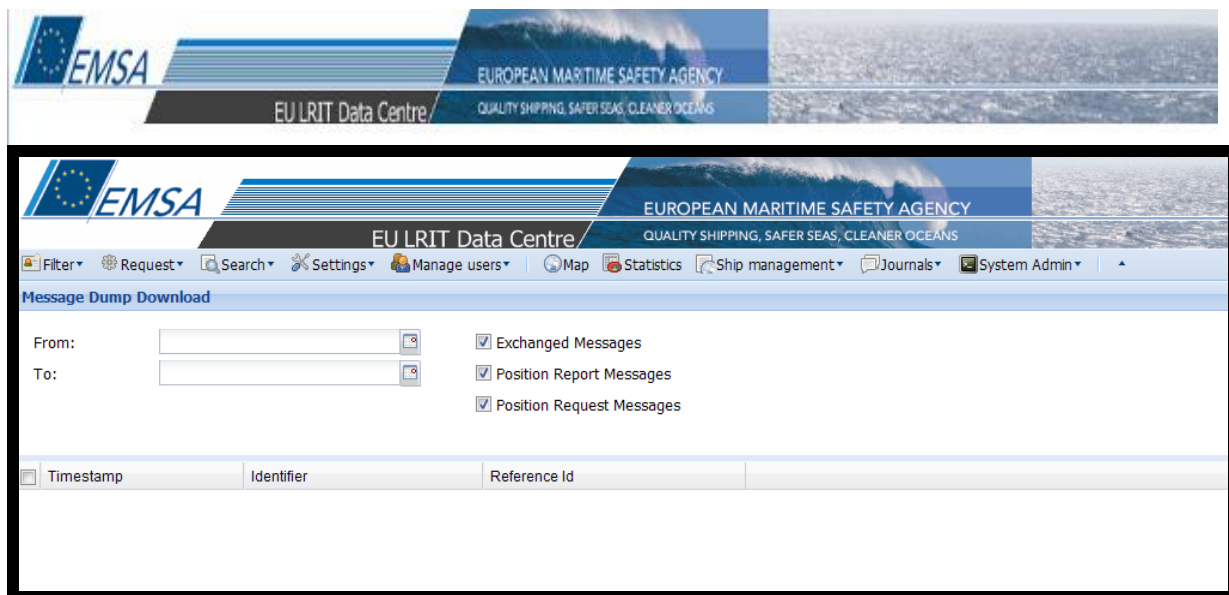 EMSA
EUROPEAN MARITIME SAFETY AGENCY
EU LRIT Data Centre
QUALITY SHIPPING, SAFER SEAS, CLEANER OCEANS
EMSA
EUROPEAN MARITIME SAFETY AGENCY
EU LRIT Data Centre
QUALITY SHIPPING, SAFER SEAS, CLEANER OCEANS
Filter Request Search Settings Manage users Map Statistics Ship management Journals System Admin
Message Dump Download
From: Exchanged Messages
To: Position Report Messages
Position Request Messages
Timestamp Identifier Reference Id